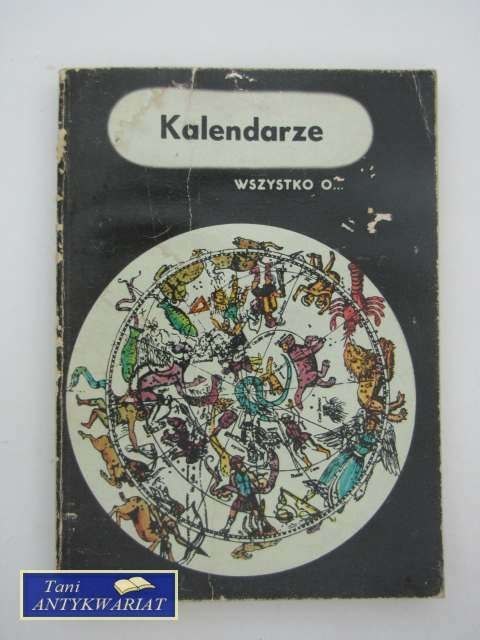 Kalendarze
WSZYSTKO O...
Tani
ANTYKWARIAT